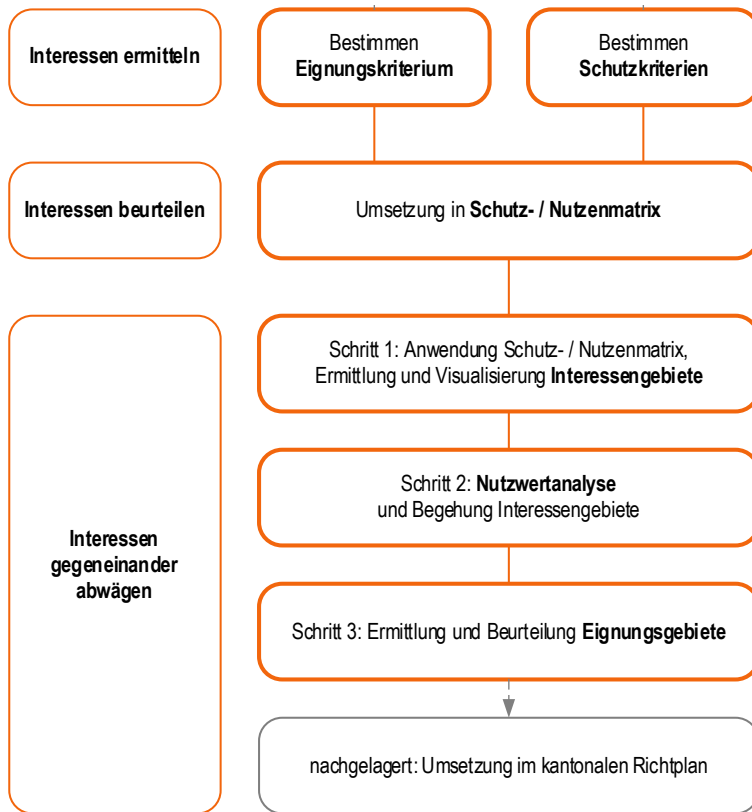 Interessen ermitteln
Bestimmen
Eignungskriterium
Bestimmen
Schutzkriterien
Interessen beurteilen
Umsetzung in Schutz- / Nutzenmatrix
Interessen
gegeneinander
abwägen
Schritt 1: Anwendung Schutz- / Nutzenmatrix,
Ermittlung und Visualisierung Interessengebiete
Schritt 2: Nutzwertanalyse
und Begehung Interessengebiete
Schritt 3: Ermittlung und Beurteilung Eignungsgebiete
nachgelagert: Umsetzung im kantonalen Richtplan